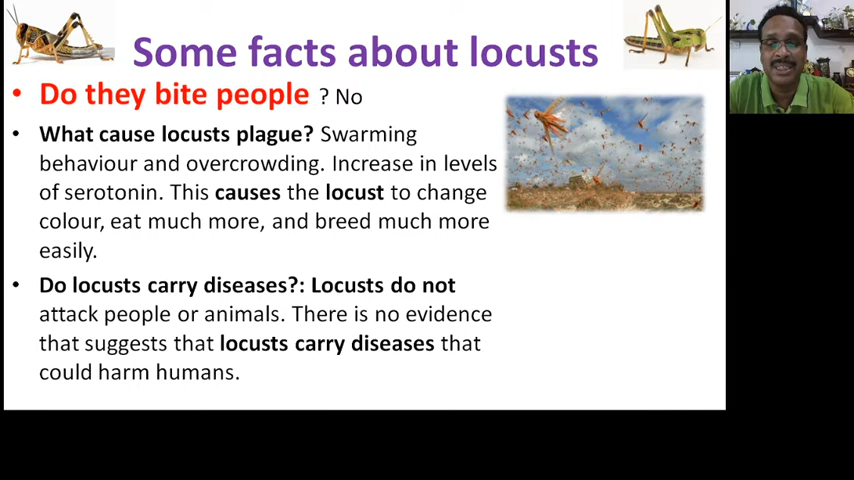 Some facts about locusts
• Do they bite people ? No
• What cause locusts plague? Swarming
behaviour and overcrowding. Increase in levels
of serotonin. This causes the locust to change
colour, eat much more, and breed much more
easily.
• Do locusts carry diseases?: Locusts do not
attack people or animals. There is no evidence
that suggests that locusts carry diseases that
could harm humans.